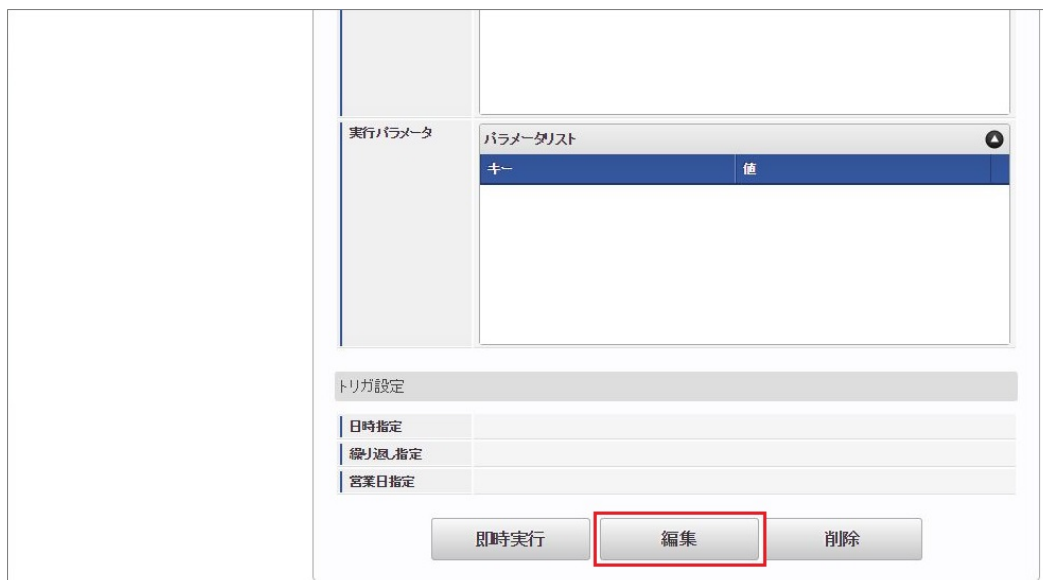 実行パラメータ
パラメータリスト
キー 値
トリガ設定
日時指定
繰り返し指定
営業日指定
即時実行 編集 削除